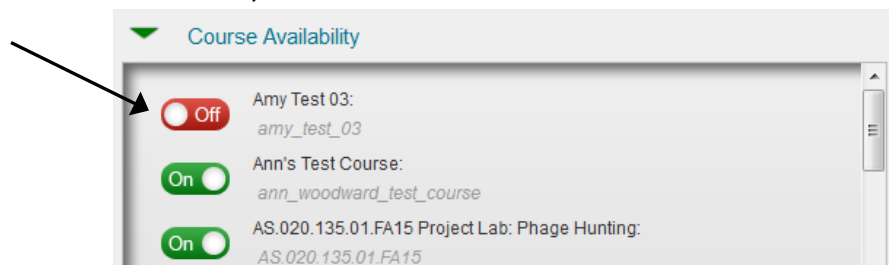 Course Availability
Off
Amy Test 03:
amy_test_03
On
Ann's Test Course:
ann_woodward_test_course
On
AS.020.135.01.FA15 Project Lab: Phage Hunting:
AS.020.135.01.FA15